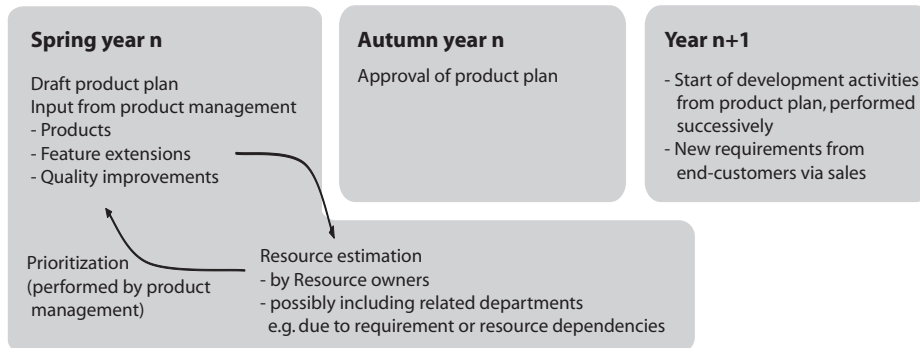 Spring year n
Draft product plan
Input from product management
- Products
- Feature extensions
- Quality improvements
Prioritization
(performed by product
management)
Resource estimation
- by Resource owners
- possibly including related departments
e.g. due to requirement or resource dependencies
Autumn year n
Approval of product plan
Year n+1
- Start of development activities
from product plan, performed
successively
- New requirements from
end-customers via sales